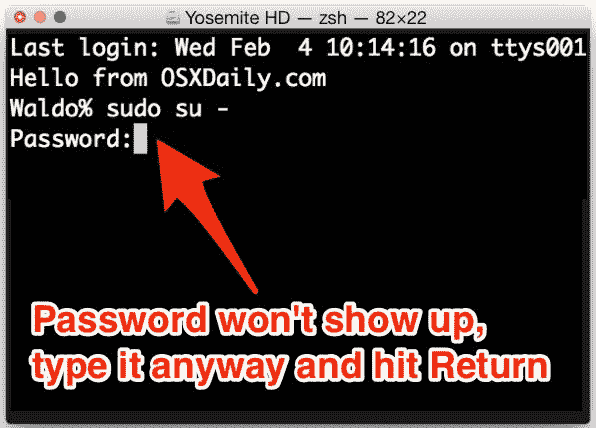 Yosemite HD — zsh — 82×22
Last login: Wed Feb  4 10:14:16 on ttys001
Hello from OSXDaily.com
Waldo% sudo su -
Password:
Password won't show up,
type it anyway and hit Return